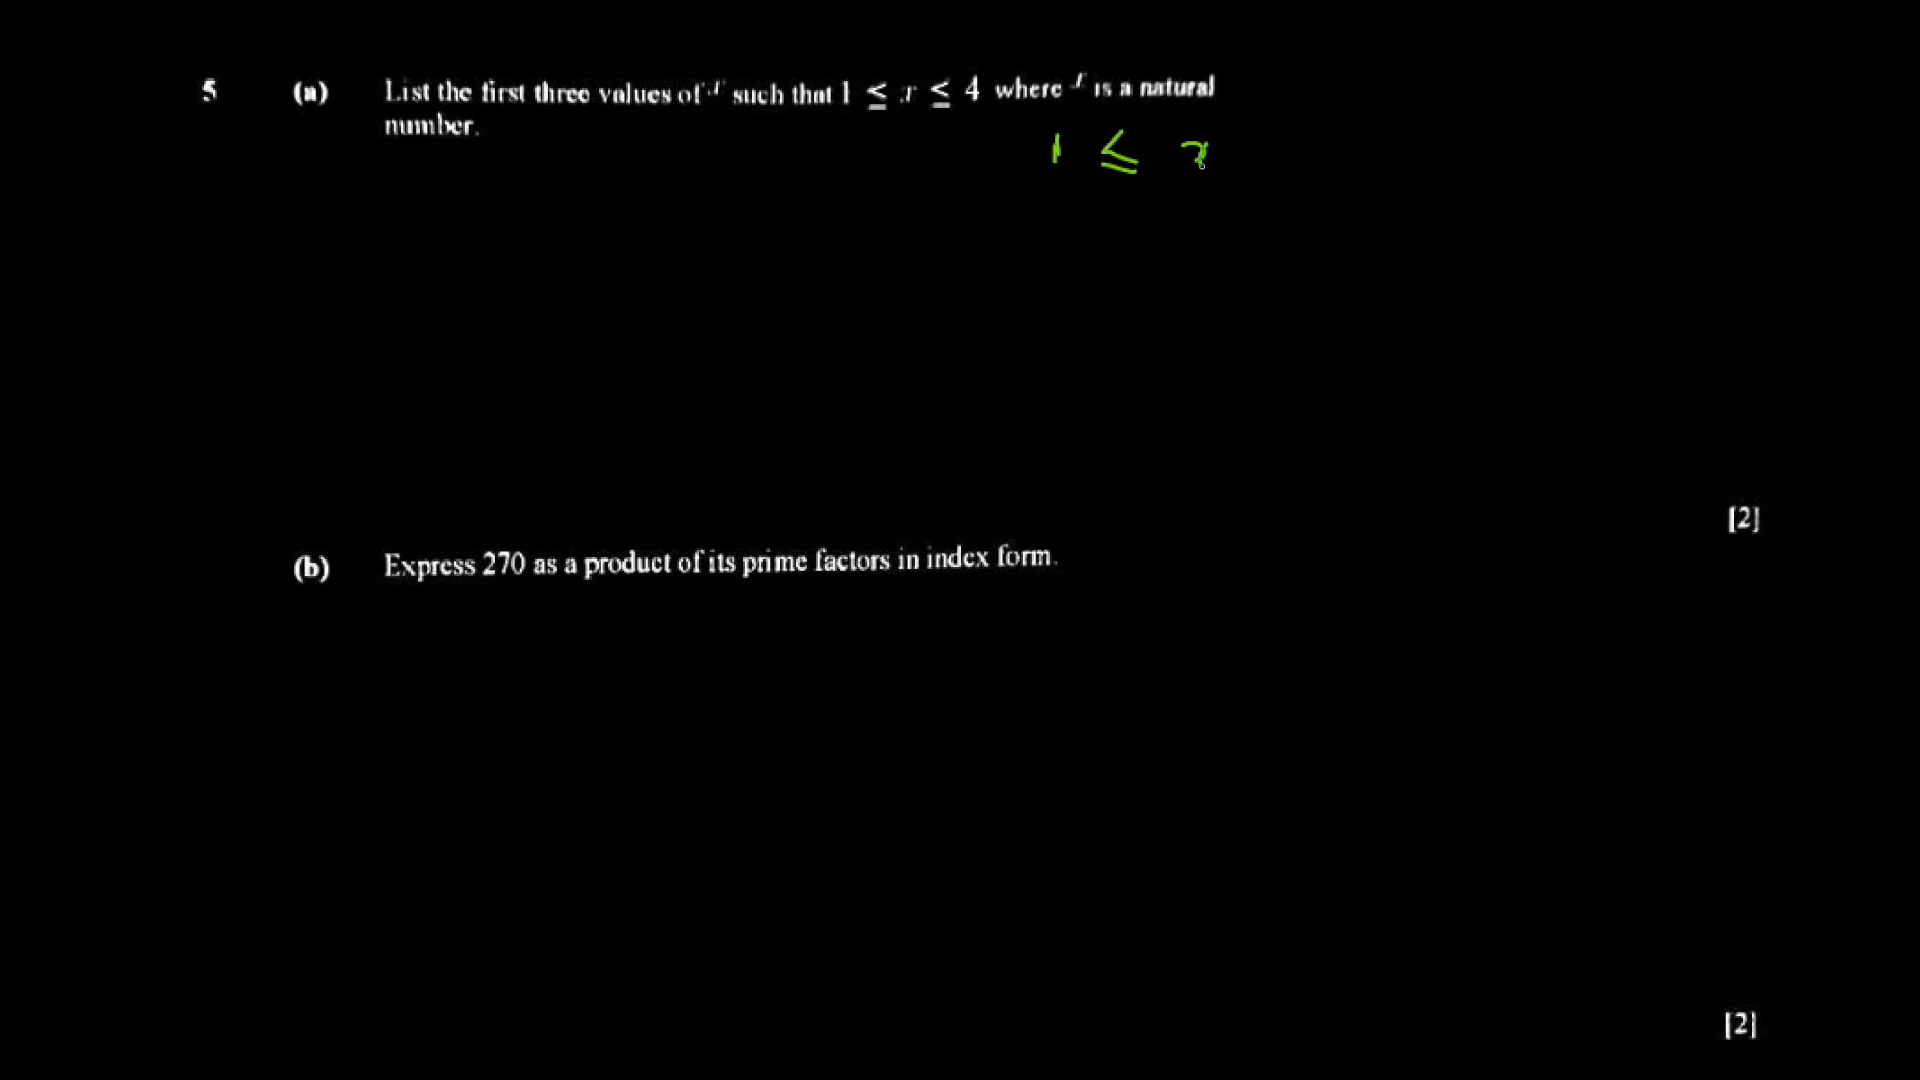 5 (a) List the first three values of x such that 1 ≤ x ≤ 4 where x is a natural
number.
1 ≤ x
[2]
(b) Express 270 as a product of its prime factors in index form.
[2]